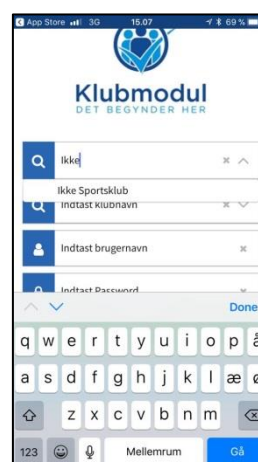 App Store 3G 15.07 69 %
Klubmodul
DET BEGYNDER HER
Ikke
Ikke Sportsklub
Indtast klubnavn
Indtast brugernavn
Indtast Password
Done
q w e r t y u i o p å
a s d f g h j k l æ ø
z x c v b n m
123 Mellemrum Gå